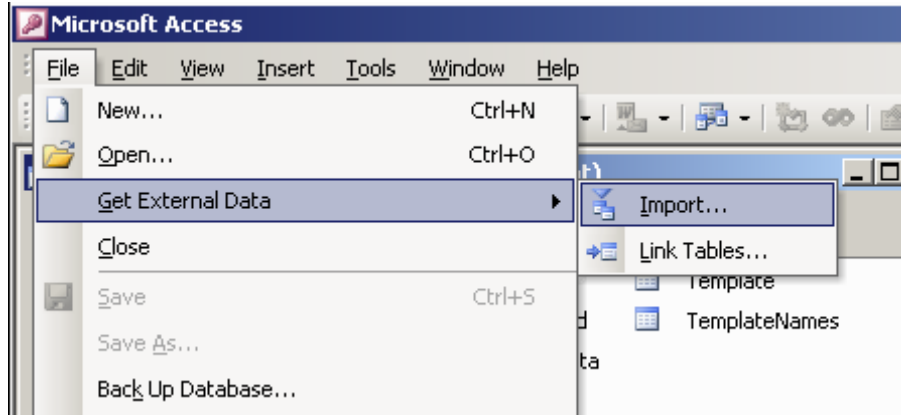 Microsoft Access
File Edit View Insert Tools Window Help
New... Ctrl+N
Open... Ctrl+O
Get External Data
Import...
Close
Link Tables...
Template
Save Ctrl+S
TemplateNames
Save As...
ta
Back Up Database...